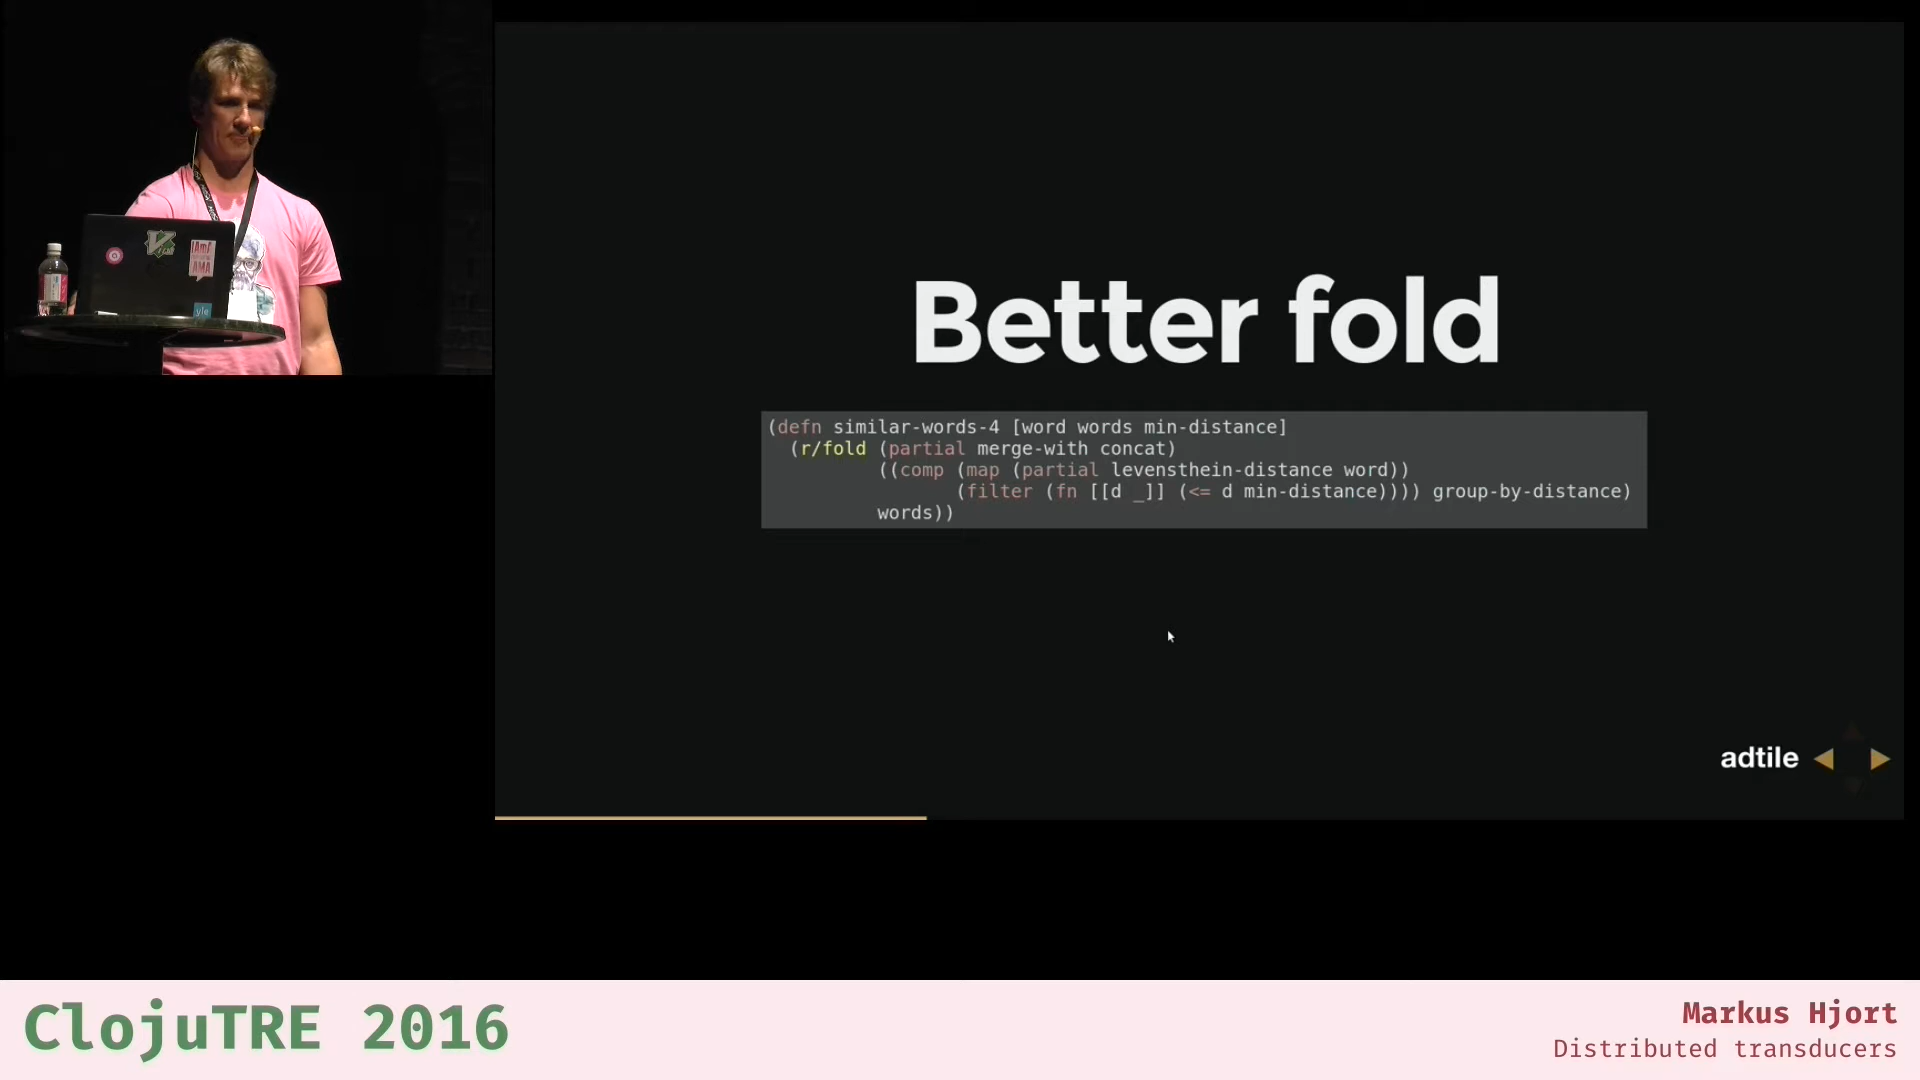 Better fold
(defn similar-words-4 [word words min-distance]
  (r/fold (partial merge-with concat)
          ((comp (map (partial levensthein-distance word))
                 (filter (fn [[d _]] (<= d min-distance)))) group-by-distance)
          words))
adtile
yle
ClojuTRE 2016
Markus Hjort
Distributed transducers